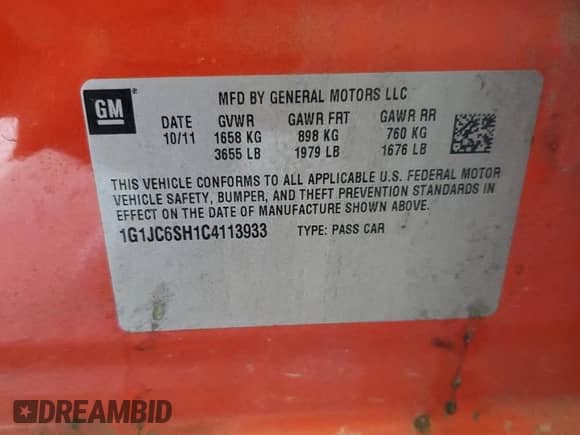 GM
MFD BY GENERAL MOTORS LLC
DATE GVWR GAWR FRT GAWR RR
10/11 1658 KG 898 KG 760 KG
3655 LB 1979 LB 1676 LB
THIS VEHICLE CONFORMS TO ALL APPLICABLE U.S. FEDERAL MOTOR
VEHICLE SAFETY, BUMPER, AND THEFT PREVENTION STANDARDS IN
EFFECT ON THE DATE OF MANUFACTURE SHOWN ABOVE.
1G1JC6SH1C4113933 TYPE: PASS CAR
DREAMBID